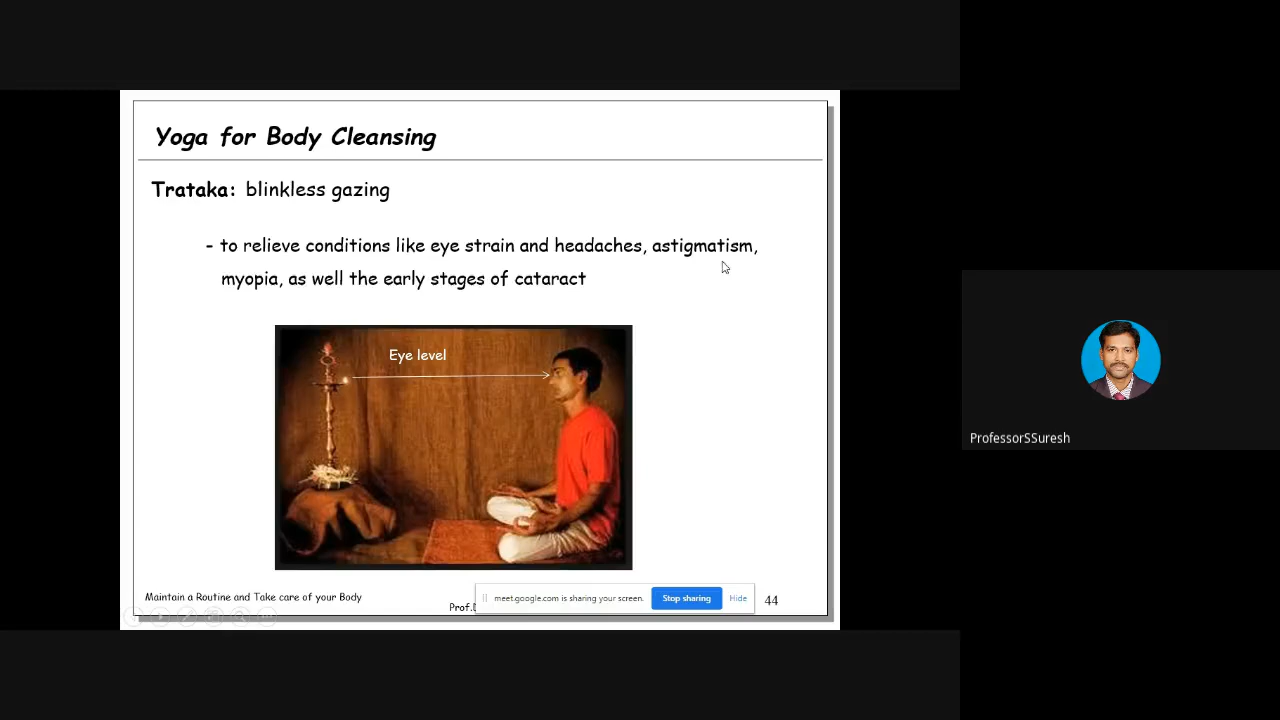 Yoga for Body Cleansing
Trataka: blinkless gazing
- to relieve conditions like eye strain and headaches, astigmatism,
myopia, as well the early stages of cataract
Eye level
ProfessorSSuresh
Maintain a Routine and Take care of your Body
meet.google.com is sharing your screen.
Stop sharing
Hide
44